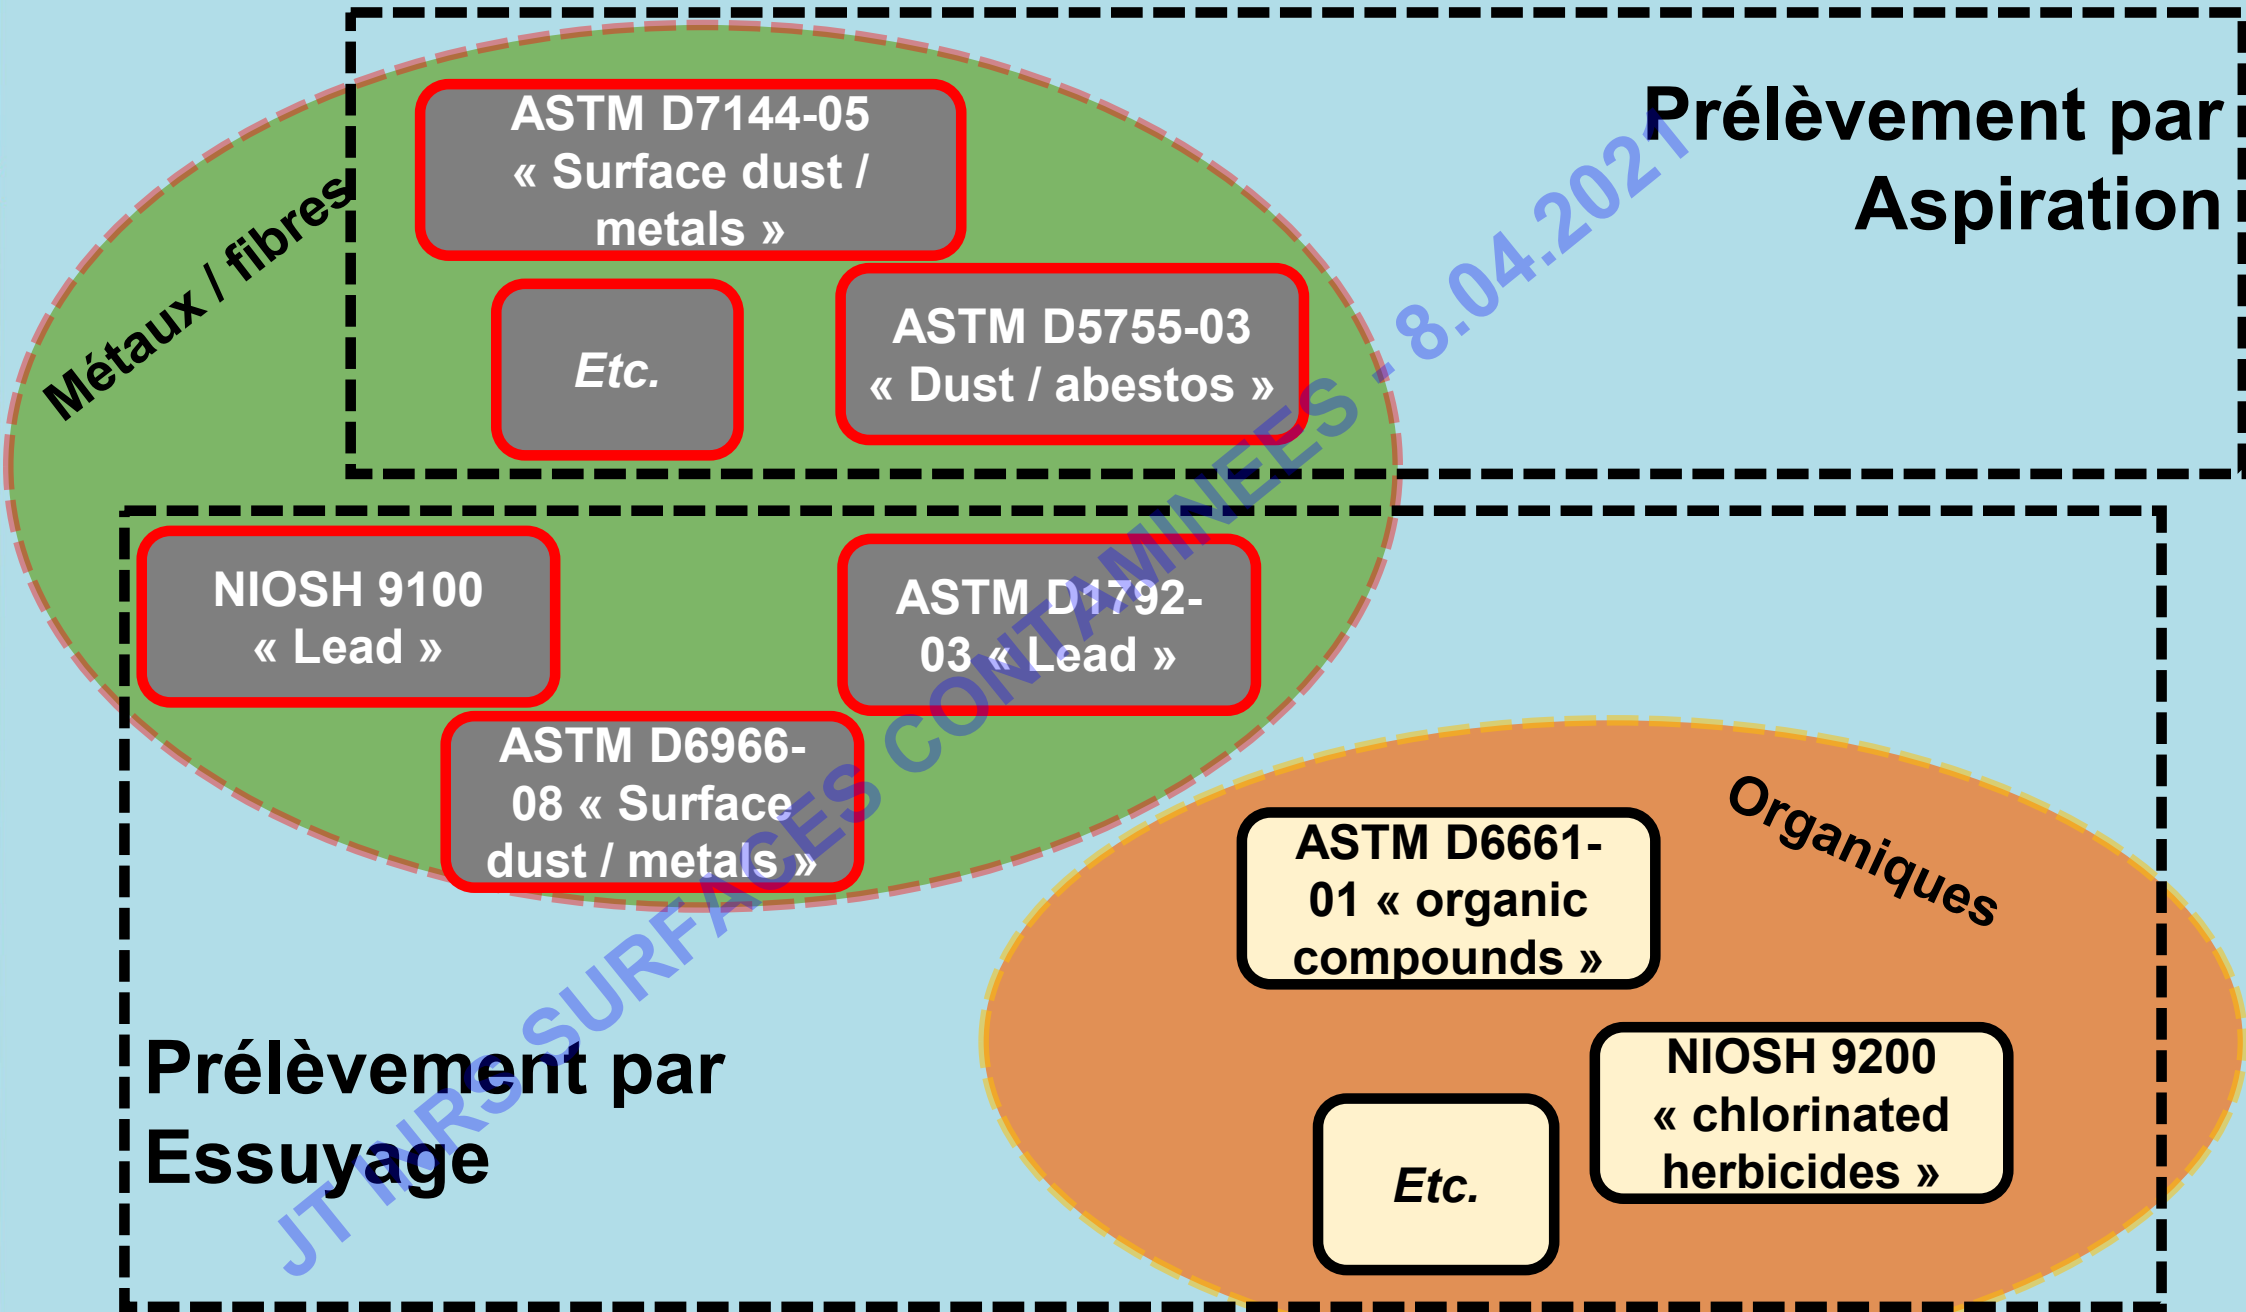 Prélèvement par
Aspiration
Métaux / fibres
ASTM D7144-05
« Surface dust /
metals »
Etc.
ASTM D5755-03
« Dust / abestos »
NIOSH 9100
« Lead »
ASTM D1792-
03 « Lead »
ASTM D6966-
08 « Surface
dust / metals »
Organiques
ASTM D6661-
01 « organic
compounds »
NIOSH 9200
« chlorinated
herbicides »
Etc.
Prélèvement par
Essuyage
JT INRS SURFACES CONTAMINEES - 8.04.2021